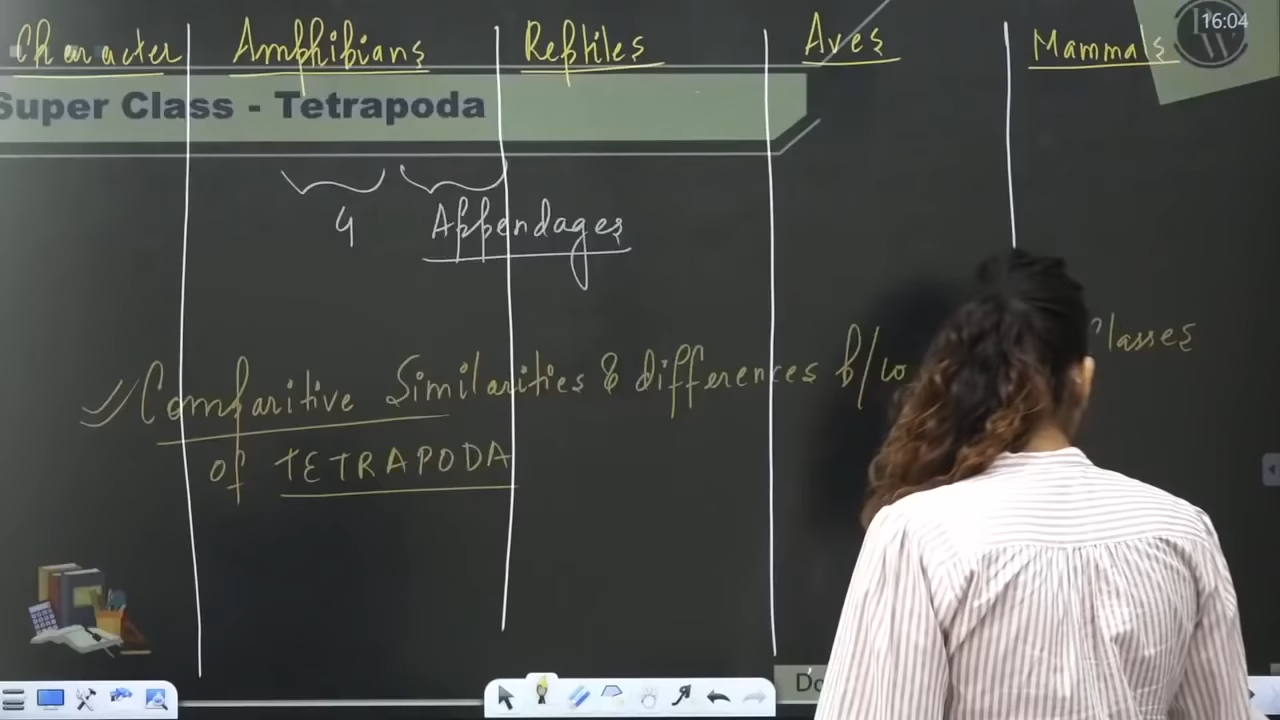 Character Amphibians Reptiles Aves Mammals
16:04
Super Class - Tetrapoda
4 Appendages
Comparitive Similarities & differences b/w Classes
of TETRAPODA